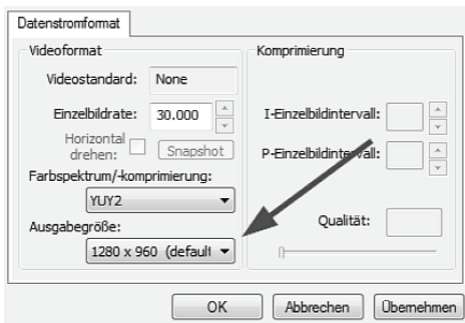 Datenstromformat
Videoformat
Videostandard: None
Einzelbildrate: 30.000
Horizontal
drehen: Snapshot
Farbspektrum/-komprimierung:
YUY2
Ausgabegröße:
1280 x 960 (default
Komprimierung
I-Einzelbildintervall:
P-Einzelbildintervall:
Qualität:
OK Abbrechen Übernehmen